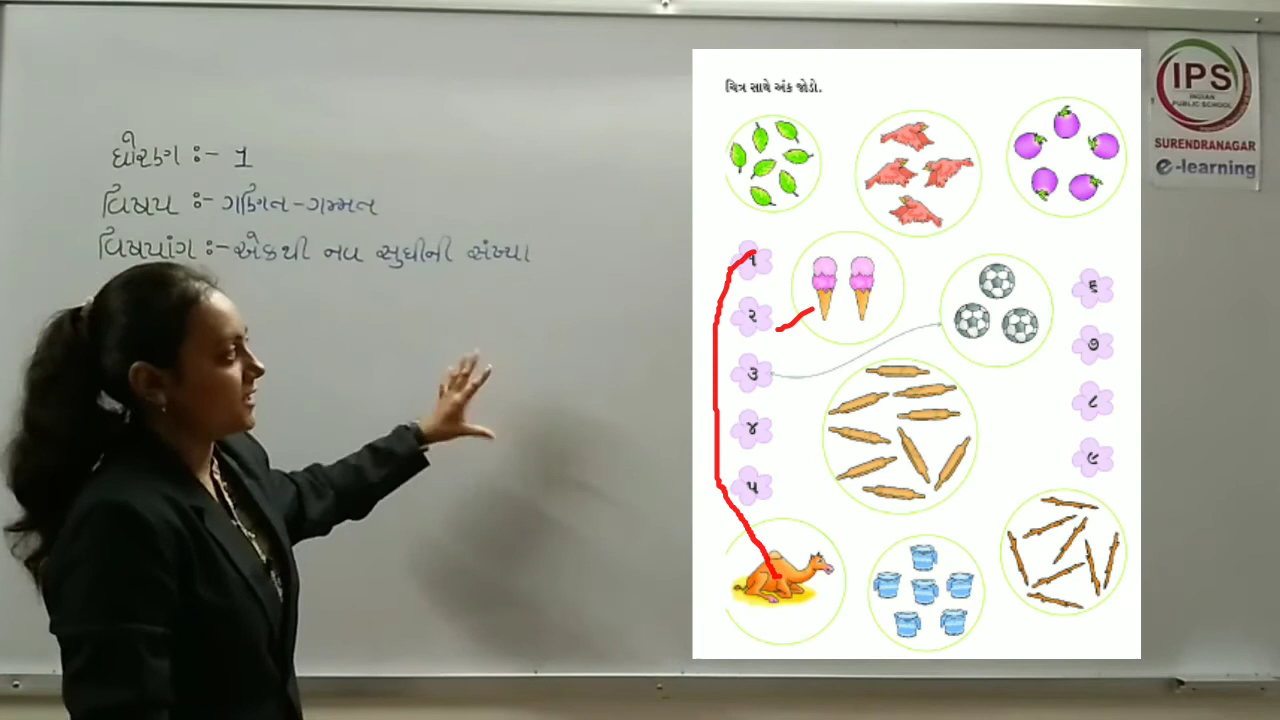 ધોરણ :- 1
વિષય :- ગણિત-ગમ્મત
વિષયાંગ :- એકથી નવ સુધીની સંખ્યા
ચિત્ર સાથે અંક જોડો.
૧
૨
૩
૪
૫
૬
૭
૮
૯
IPS
INDIAN
PUBLIC SCHOOL
SURENDRANAGAR
e-learning